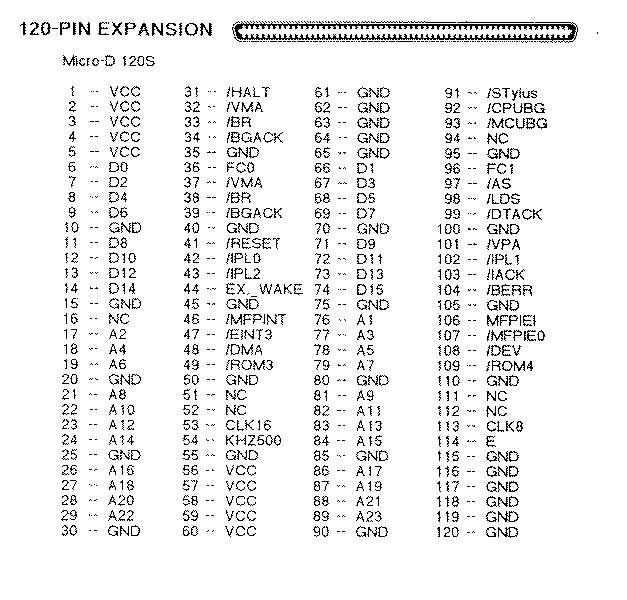 120-PIN EXPANSION
Micro-D 120S
1 -- VCC 31 -- /HALT 61 -- GND 91 -- /STylus
2 -- VCC 32 -- /VMA 62 -- GND 92 -- /CPUBG
3 -- VCC 33 -- /BR 63 -- GND 93 -- /MCUBG
4 -- VCC 34 -- /BGACK 64 -- GND 94 -- NC
5 -- VCC 35 -- GND 65 -- GND 95 -- GND
6 -- D0 36 -- FC0 66 -- D1 96 -- FC1
7 -- D2 37 -- /VMA 67 -- D3 97 -- /AS
8 -- D4 38 -- /BR 68 -- D5 98 -- /LDS
9 -- D6 39 -- /BGACK 69 -- D7 99 -- /DTACK
10 -- GND 40 -- GND 70 -- GND 100 -- GND
11 -- D8 41 -- /RESET 71 -- D9 101 -- /VPA
12 -- D10 42 -- /IPL0 72 -- D11 102 -- /IPL1
13 -- D12 43 -- /IPL2 73 -- D13 103 -- /IACK
14 -- D14 44 -- EX_WAKE 74 -- D15 104 -- /BERR
15 -- GND 45 -- GND 75 -- GND 105 -- GND
16 -- NC 46 -- /MFPINT 76 -- A1 106 -- MFPIEI
17 -- A2 47 -- /EINT3 77 -- A3 107 -- /MFPIE0
18 -- A4 48 -- /DMA 78 -- A5 108 -- /DEV
19 -- A6 49 -- /ROM3 79 -- A7 109 -- /ROM4
20 -- GND 50 -- GND 80 -- GND 110 -- GND
21 -- A8 51 -- NC 81 -- A9 111 -- NC
22 -- A10 52 -- NC 82 -- A11 112 -- NC
23 -- A12 53 -- CLK16 83 -- A13 113 -- CLK8
24 -- A14 54 -- KHZ500 84 -- A15 114 -- E
25 -- GND 55 -- GND 85 -- GND 115 -- GND
26 -- A16 56 -- VCC 86 -- A17 116 -- GND
27 -- A18 57 -- VCC 87 -- A19 117 -- GND
28 -- A20 58 -- VCC 88 -- A21 118 -- GND
29 -- A22 59 -- VCC 89 -- A23 119 -- GND
30 -- GND 60 -- VCC 90 -- GND 120 -- GND